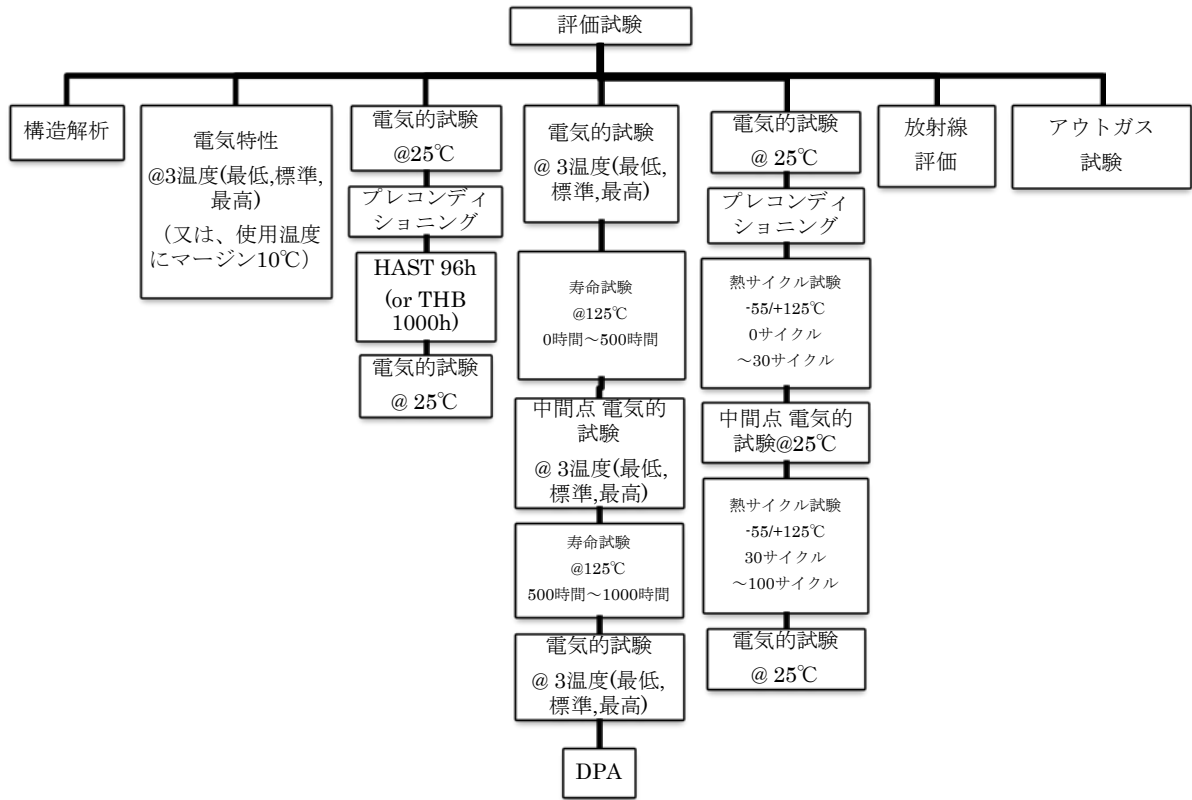 評価試験
構造解析
電気特性
@3温度(最低,標準,
最高)
（又は、使用温度
にマージン10℃）
電気的試験
@25℃
プレコンディ
ショニング
HAST 96h
(or THB
1000h)
電気的試験
@ 25℃
電気的試験
@ 3温度(最低,
標準,最高)
寿命試験
@125℃
0時間～500時間
中間点 電気的
試験
@ 3温度(最低,
標準,最高)
寿命試験
@125℃
500時間～1000時間
電気的試験
@ 3温度(最低,
標準,最高)
DPA
電気的試験
@ 25℃
プレコンディ
ショニング
熱サイクル試験
-55/+125℃
0サイクル
～30サイクル
中間点 電気的
試験@25℃
熱サイクル試験
-55/+125℃
30サイクル
～100サイクル
電気的試験
@ 25℃
放射線
評価
アウトガス
試験